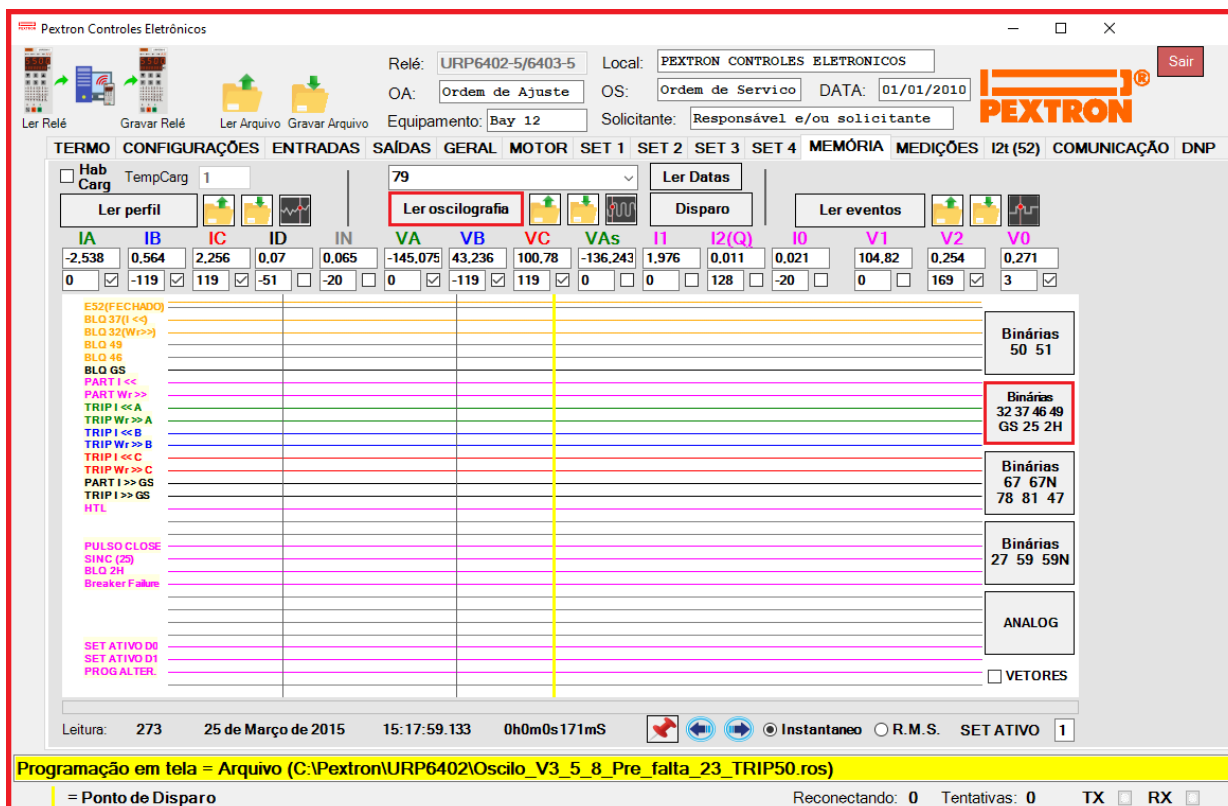 Pextron Controles Eletrônicos
Relé: URP6402-5/6403-5 Local: PEXTRON CONTROLES ELETRONICOS Sair
OA: Ordem de Ajuste OS: Ordem de Servico DATA: 01/01/2010
PEXTRON ®
Ler Relé Gravar Relé Ler Arquivo Gravar Arquivo Equipamento: Bay 12 Solicitante: Responsável e/ou solicitante
TERMO CONFIGURAÇÕES ENTRADAS SAÍDAS GERAL MOTOR SET 1 SET 2 SET 3 SET 4 MEMÓRIA MEDIÇÕES I2t (52) COMUNICAÇÃO DNP
Hab Carg TempCarg 1 79 Ler Datas
Ler perfil Ler oscilografia Disparo Ler eventos
IA IB IC ID IN VA VB VC VAs I1 I2(Q) I0 V1 V2 V0
-2,538 0,564 2,256 0,07 0,065 -145,075 43,236 100,78 -136,243 1,976 0,011 0,021 104,82 0,254 0,271
0 -119 119 -51 -20 0 -119 119 0 0 128 -20 0 169 3
E52(FECHADO)
BLQ 37(I <<)
BLQ 32(Wr>>)
BLQ 49
BLQ 46
BLQ GS
PART I <<
PART Wr >>
TRIP I << A
TRIP Wr >> A
TRIP I << B
TRIP Wr >> B
TRIP I << C
TRIP Wr >> C
PART I >> GS
TRIP I >> GS
HTL
PULSO CLOSE
SINC (25)
BLQ 2H
Breaker Failure
SET ATIVO D0
SET ATIVO D1
PROG ALTER.
Binárias
50 51
Binárias
32 37 46 49
GS 25 2H
Binárias
67 67N
78 81 47
Binárias
27 59 59N
ANALOG
VETORES
Leitura: 273 25 de Março de 2015 15:17:59.133 0h0m0s171mS Instantaneo R.M.S. SET ATIVO 1
Programação em tela = Arquivo (C:\Pextron\URP6402\Oscilo_V3_5_8_Pre_falta_23_TRIP50.ros)
= Ponto de Disparo Reconectando: 0 Tentativas: 0 TX RX